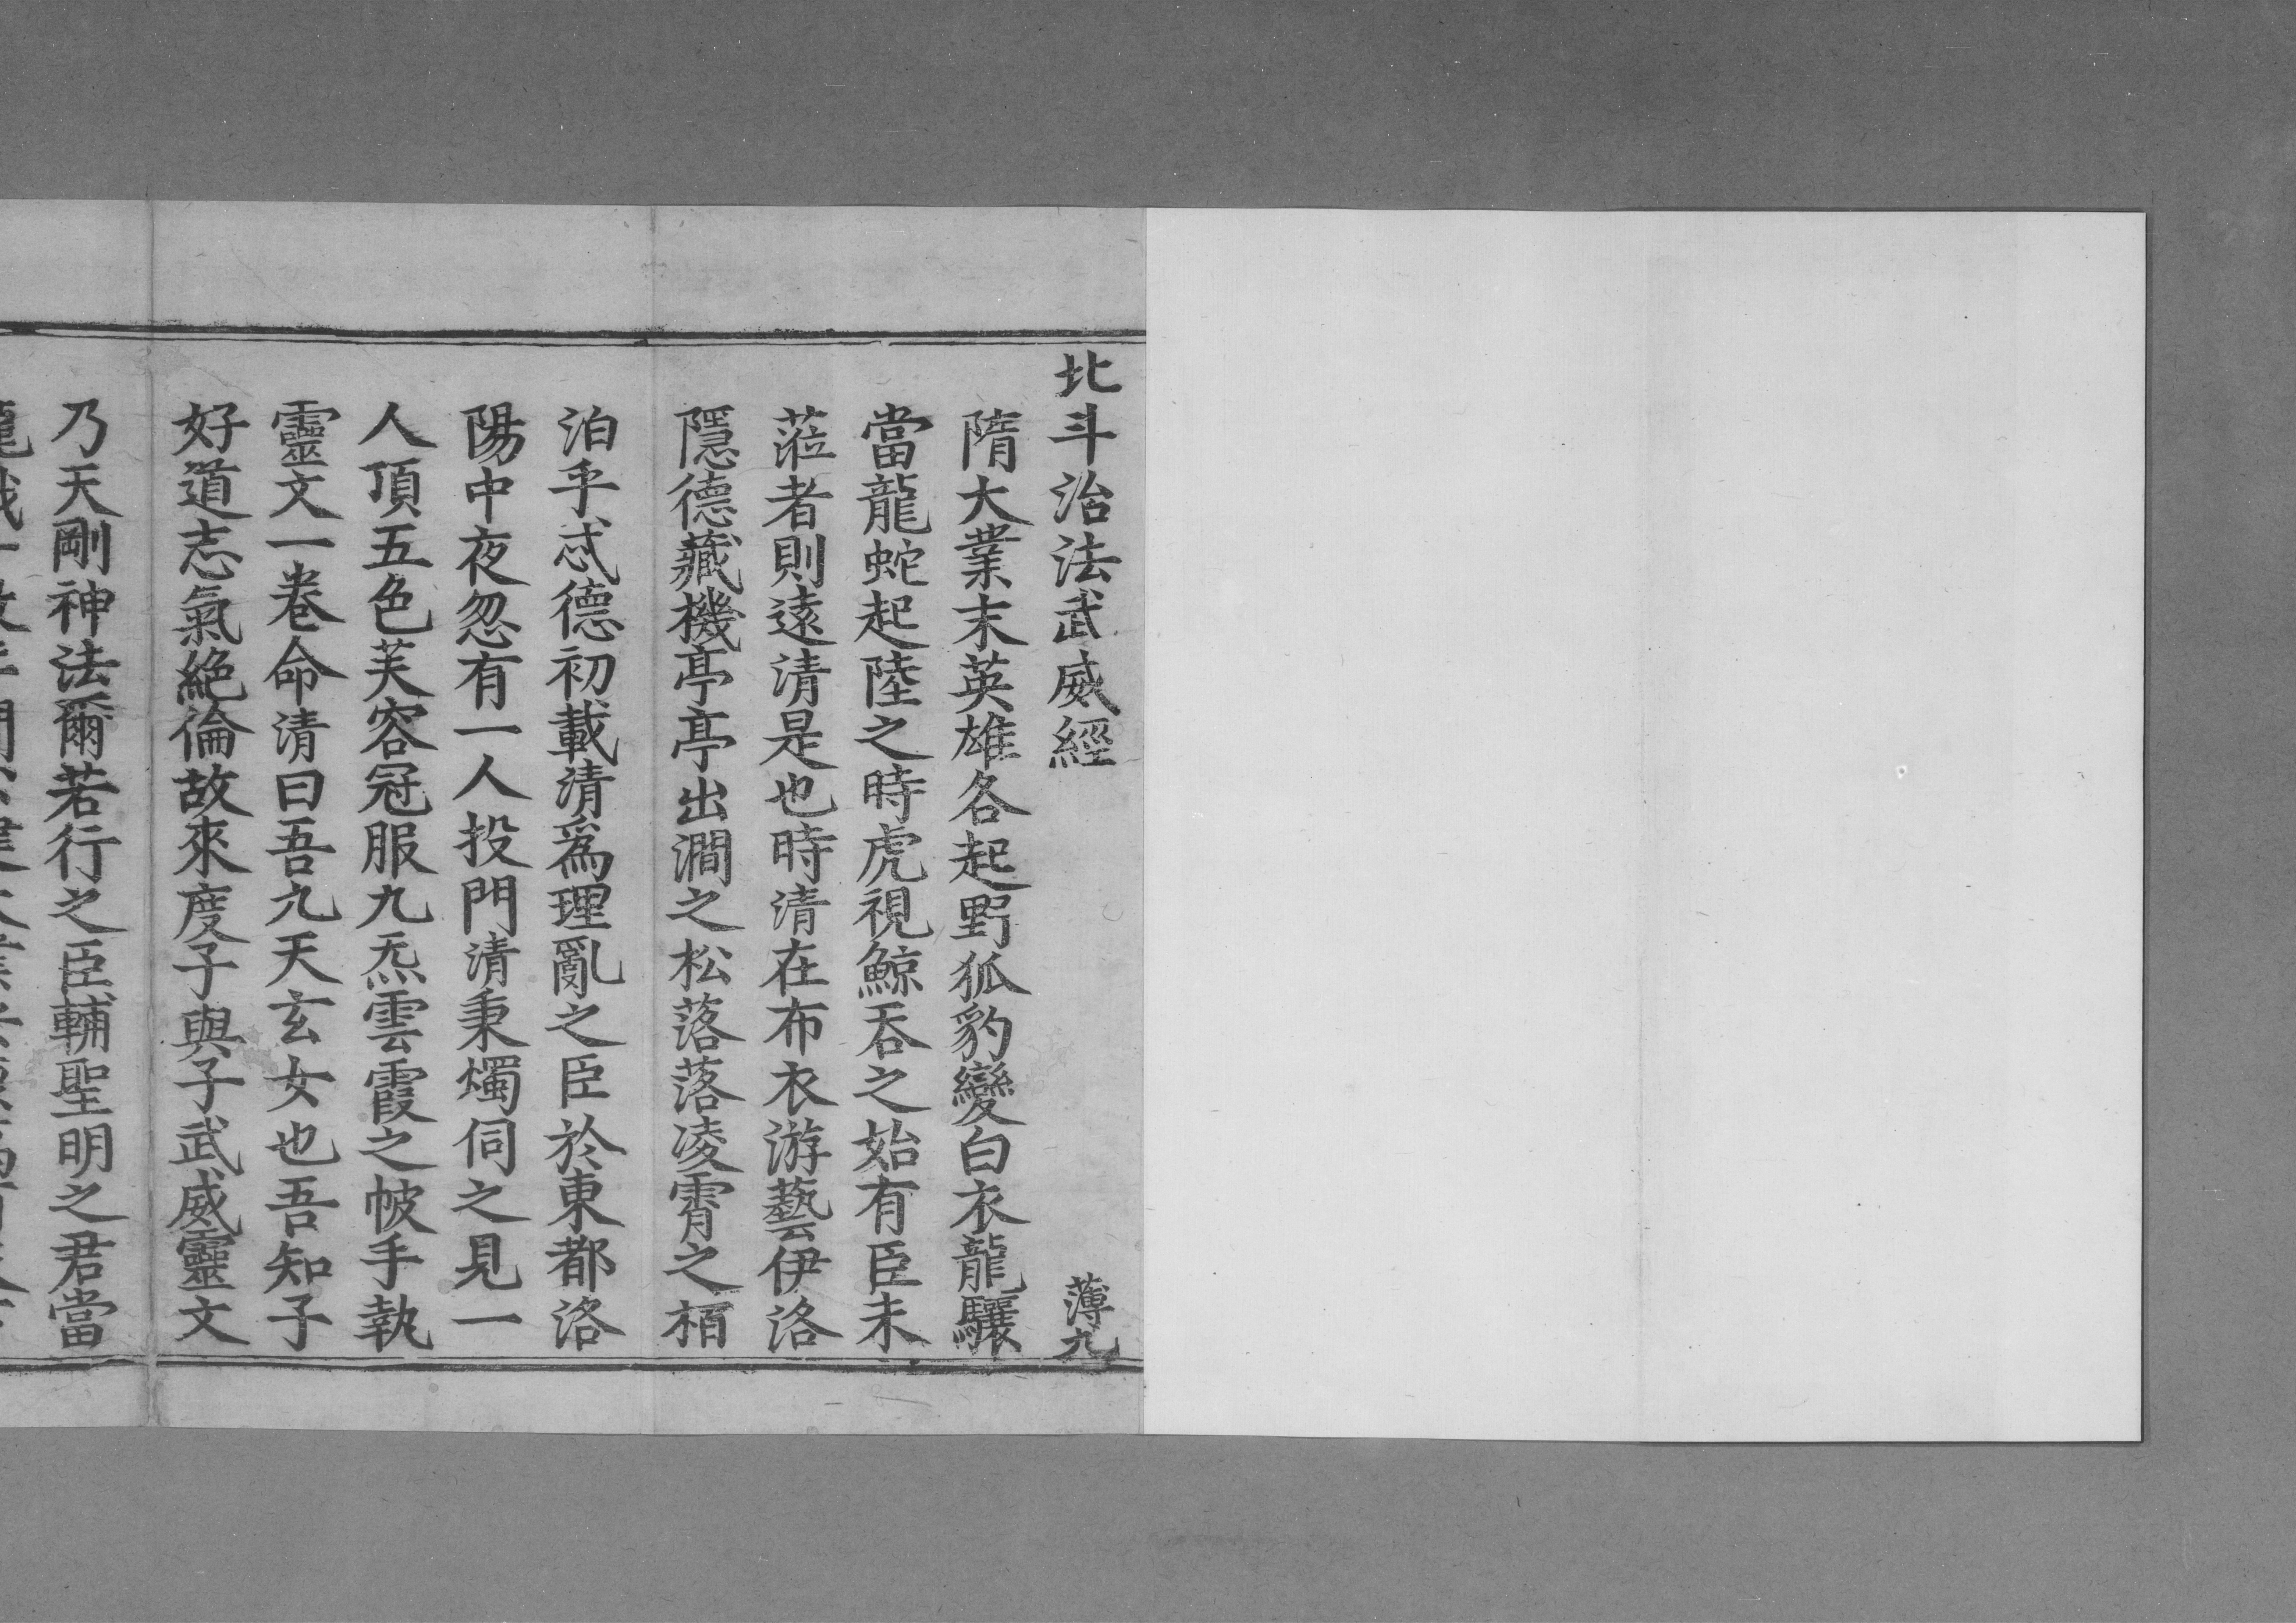 北斗治法武威經 薄九
隋大業末英雄各起野狐豹變白衣龍驤
當龍蛇起陸之時虎視鯨吞之始有臣未
蒞者則遠清是也時清在布衣游藝伊洛
隱德藏機亭亭出澗之松落落凌霄之栢
泊乎忒德初載清爲理亂之臣於東都洛
陽中夜忽有一人投門清秉燭伺之見一
人頂五色芙容冠服九炁雲霞之帔手執
靈文一卷命清曰吾九天玄女也吾知子
好道志氣絶倫故來度子與子武威靈文
乃天剛神法爾若行之臣輔聖明之君當